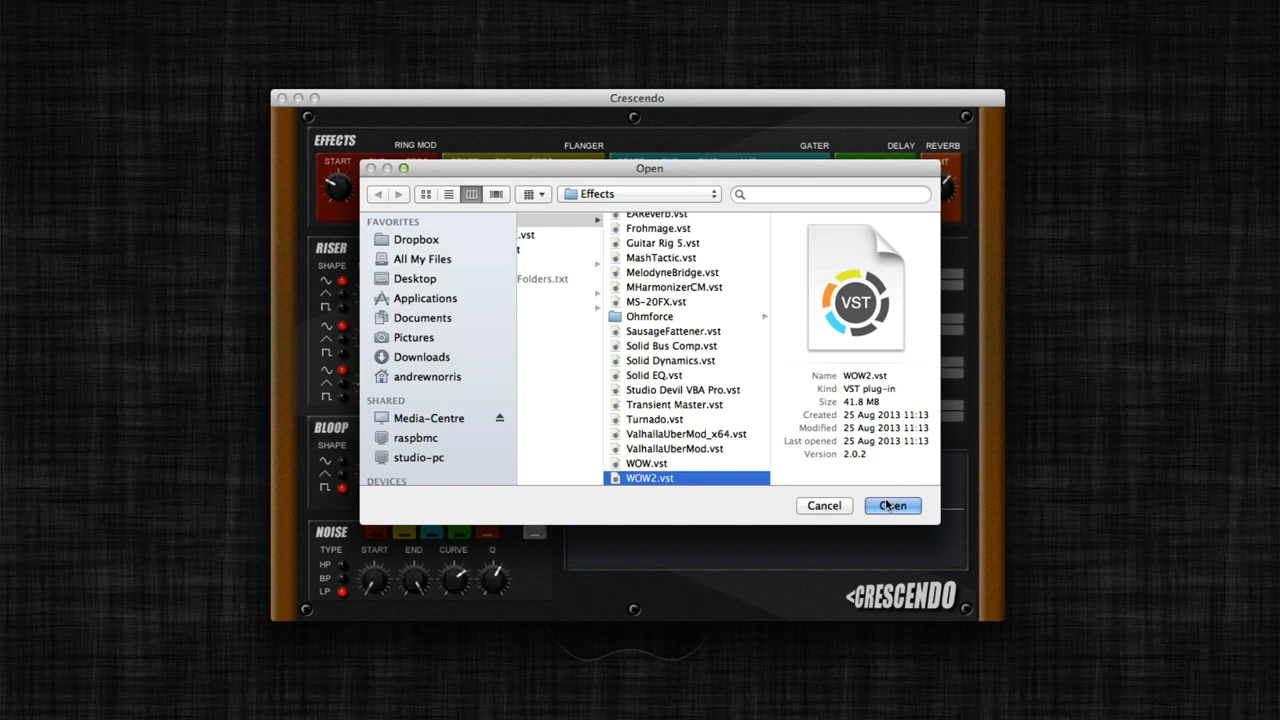 Crescendo
EFFECTS
RING MOD
FLANGER
GATER
DELAY
REVERB
START
Open
Effects
FAVORITES
Dropbox
All My Files
Desktop
Applications
Documents
Pictures
Downloads
andrewnorris
SHARED
Media-Centre
raspbmc
studio-pc
DEVICES
.vst
t
Folders.txt
EAReverb.vst
Frohmage.vst
Guitar Rig 5.vst
MashTactic.vst
MelodyneBridge.vst
MHarmonizerCM.vst
MS-20FX.vst
Ohmforce
SausageFattener.vst
Solid Bus Comp.vst
Solid Dynamics.vst
Solid EQ.vst
Studio Devil VBA Pro.vst
Transient Master.vst
Turnado.vst
ValhallaUberMod_x64.vst
ValhallaUberMod.vst
WOW.vst
WOW2.vst
VST
Name WOW2.vst
Kind VST plug-in
Size 41.8 MB
Created 25 Aug 2013 11:13
Modified 25 Aug 2013 11:13
Last opened 25 Aug 2013 11:13
Version 2.0.2
Cancel
Open
RISER
SHAPE
BLOOP
SHAPE
NOISE
TYPE START END CURVE Q
HP
BP
LP
<CRESCENDO